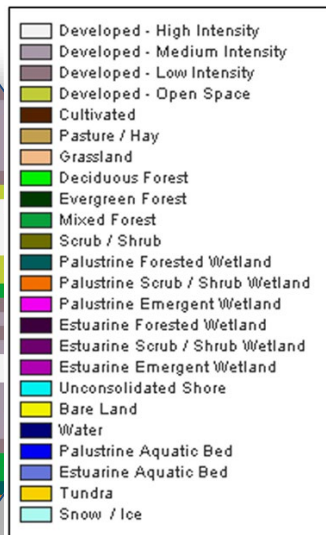 Developed - High Intensity
Developed - Medium Intensity
Developed - Low Intensity
Developed - Open Space
Cultivated
Pasture / Hay
Grassland
Deciduous Forest
Evergreen Forest
Mixed Forest
Scrub / Shrub
Palustrine Forested Wetland
Palustrine Scrub / Shrub Wetland
Palustrine Emergent Wetland
Estuarine Forested Wetland
Estuarine Scrub / Shrub Wetland
Estuarine Emergent Wetland
Unconsolidated Shore
Bare Land
Water
Palustrine Aquatic Bed
Estuarine Aquatic Bed
Tundra
Snow / Ice